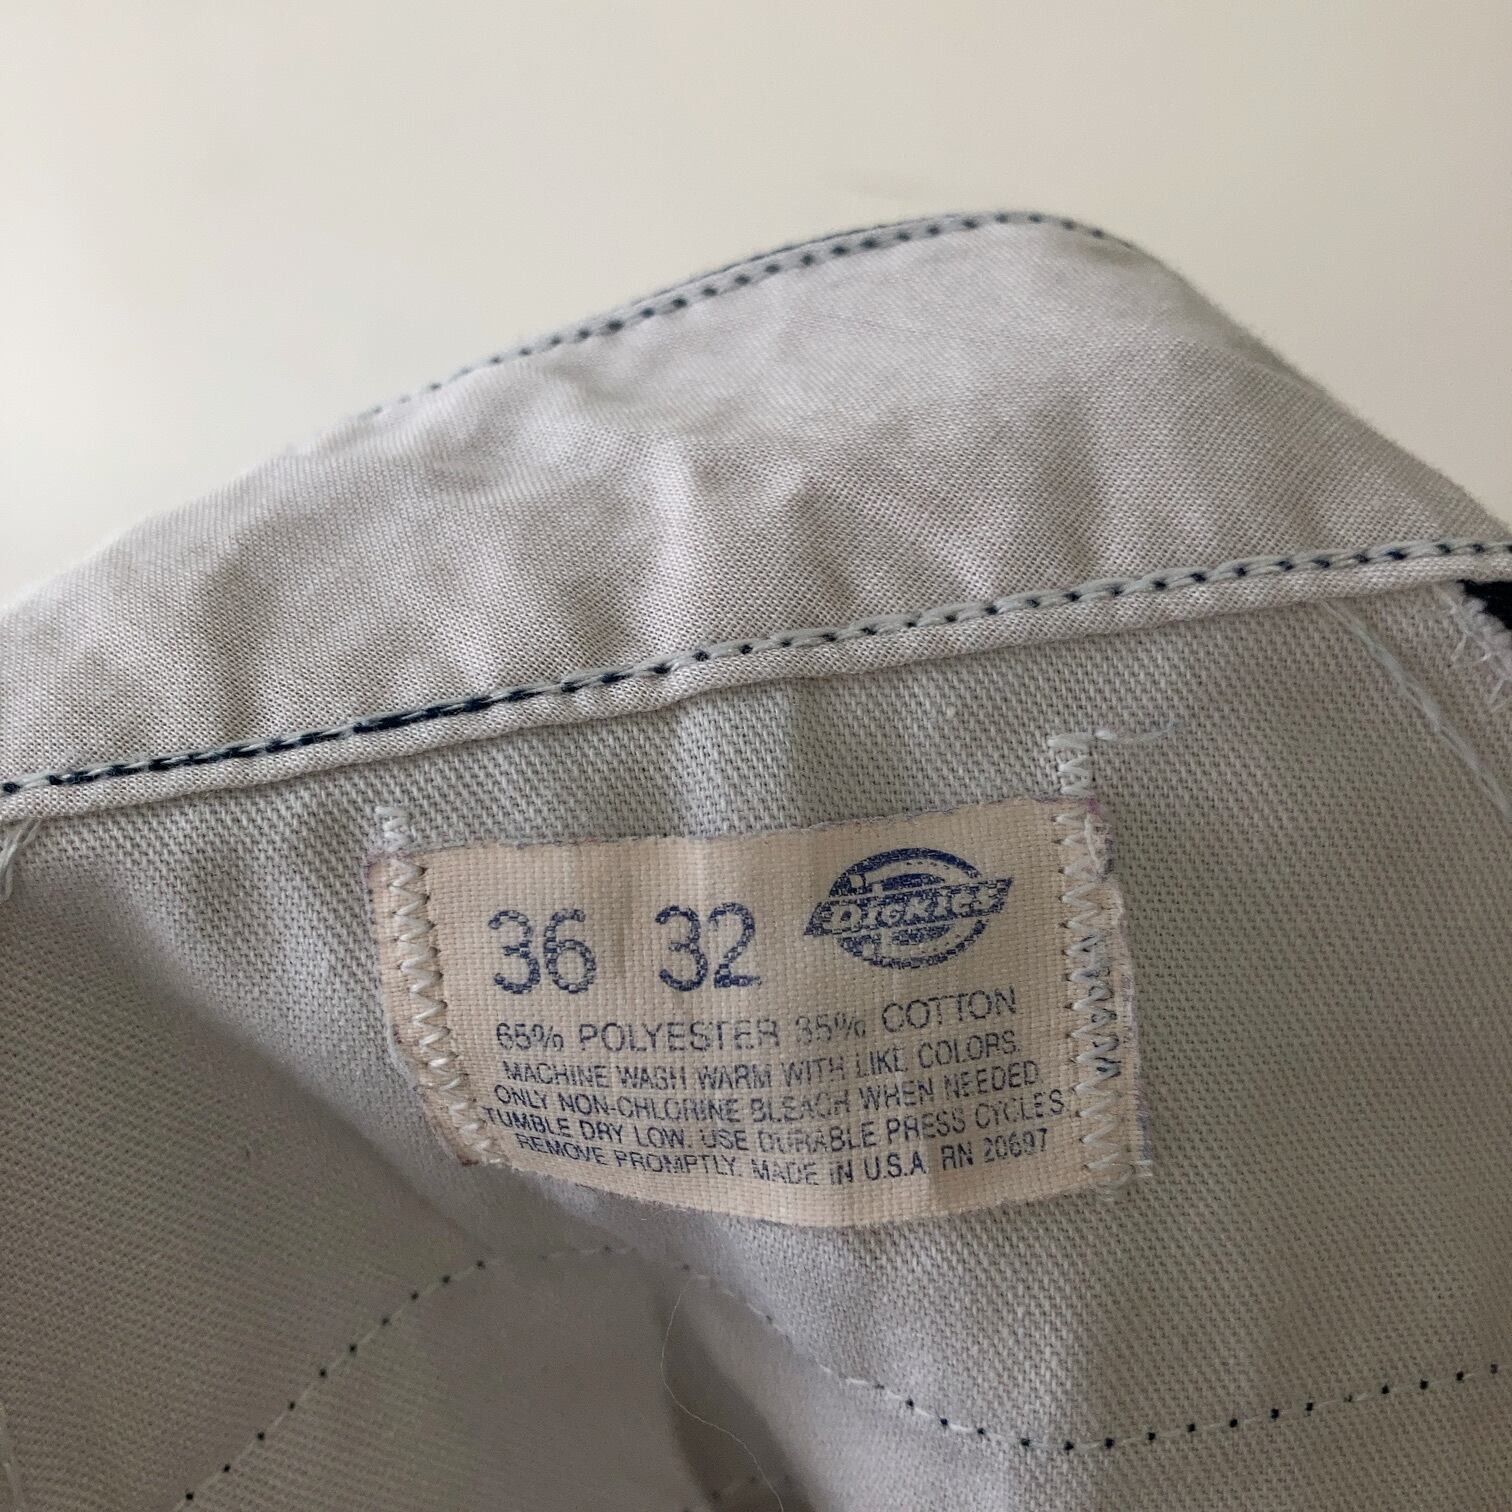 36 32 DICKIES
65% POLYESTER 35% COTTON
MACHINE WASH WARM WITH LIKE COLORS.
ONLY NON-CHLORINE BLEACH WHEN NEEDED.
TUMBLE DRY LOW. USE DURABLE PRESS CYCLES.
REMOVE PROMPTLY. MADE IN U.S.A RN 20697